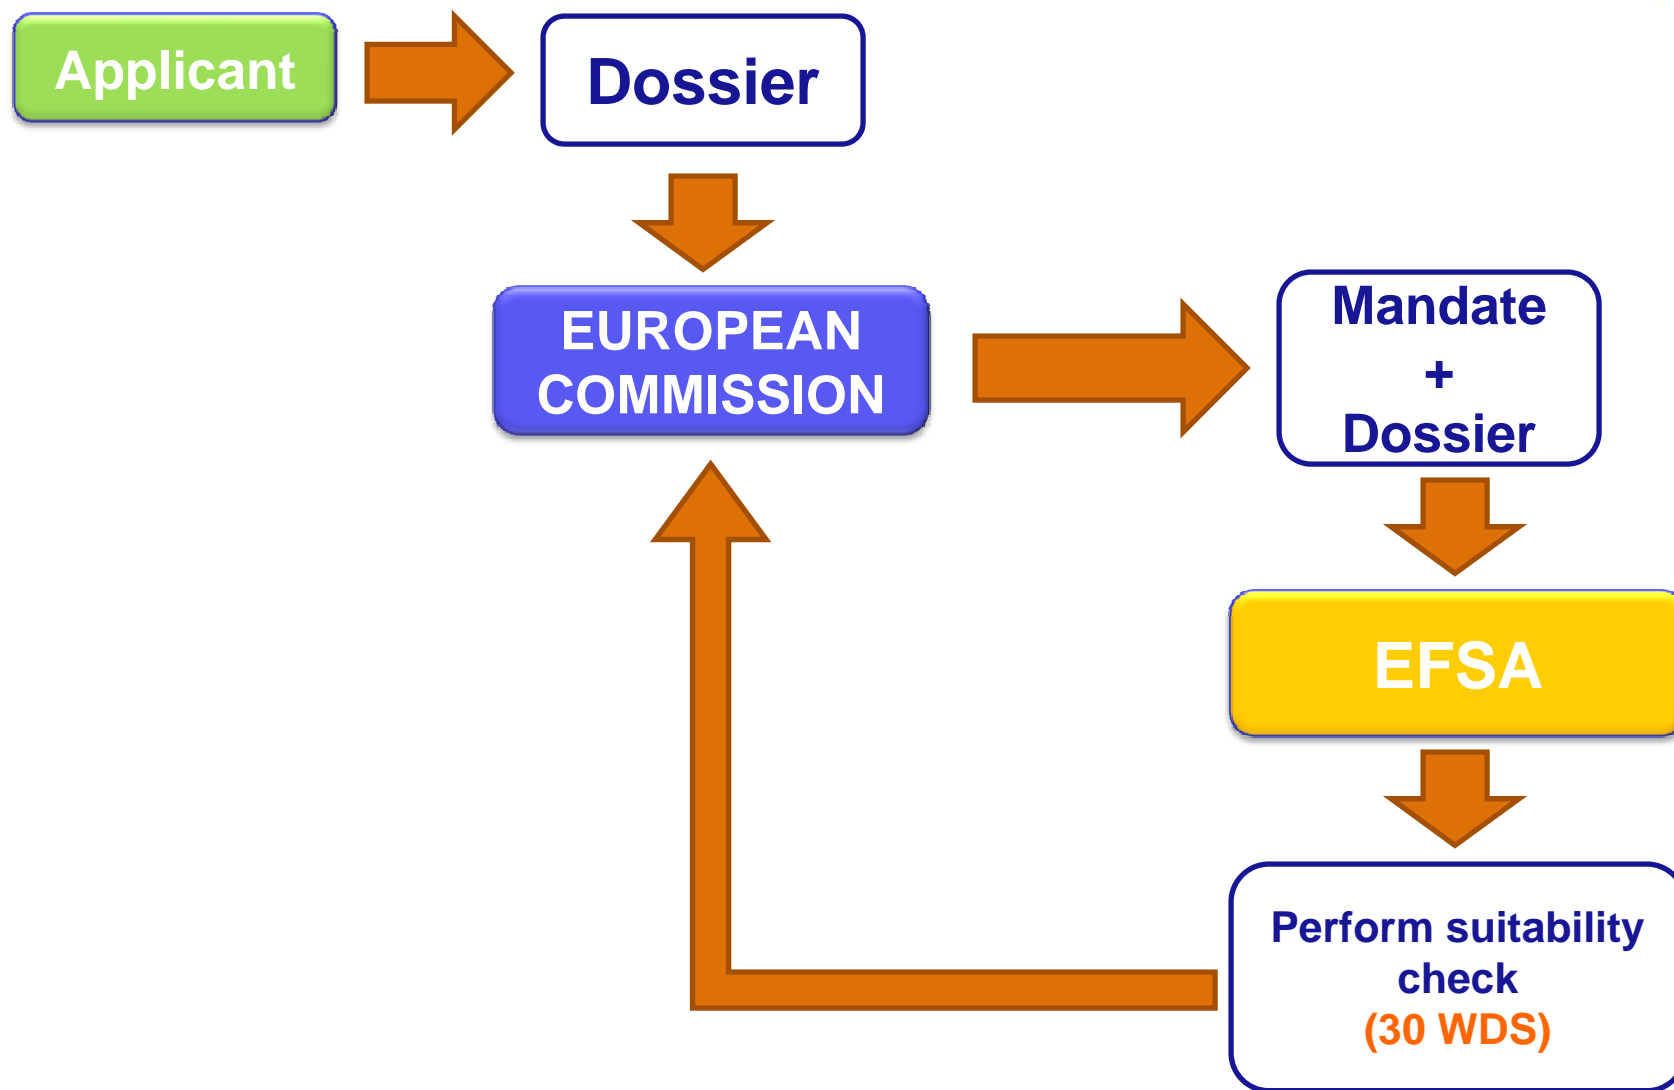 Applicant
Dossier
EUROPEAN
COMMISSION
Mandate
+
Dossier
EFSA
Perform suitability
check
(30 WDS)